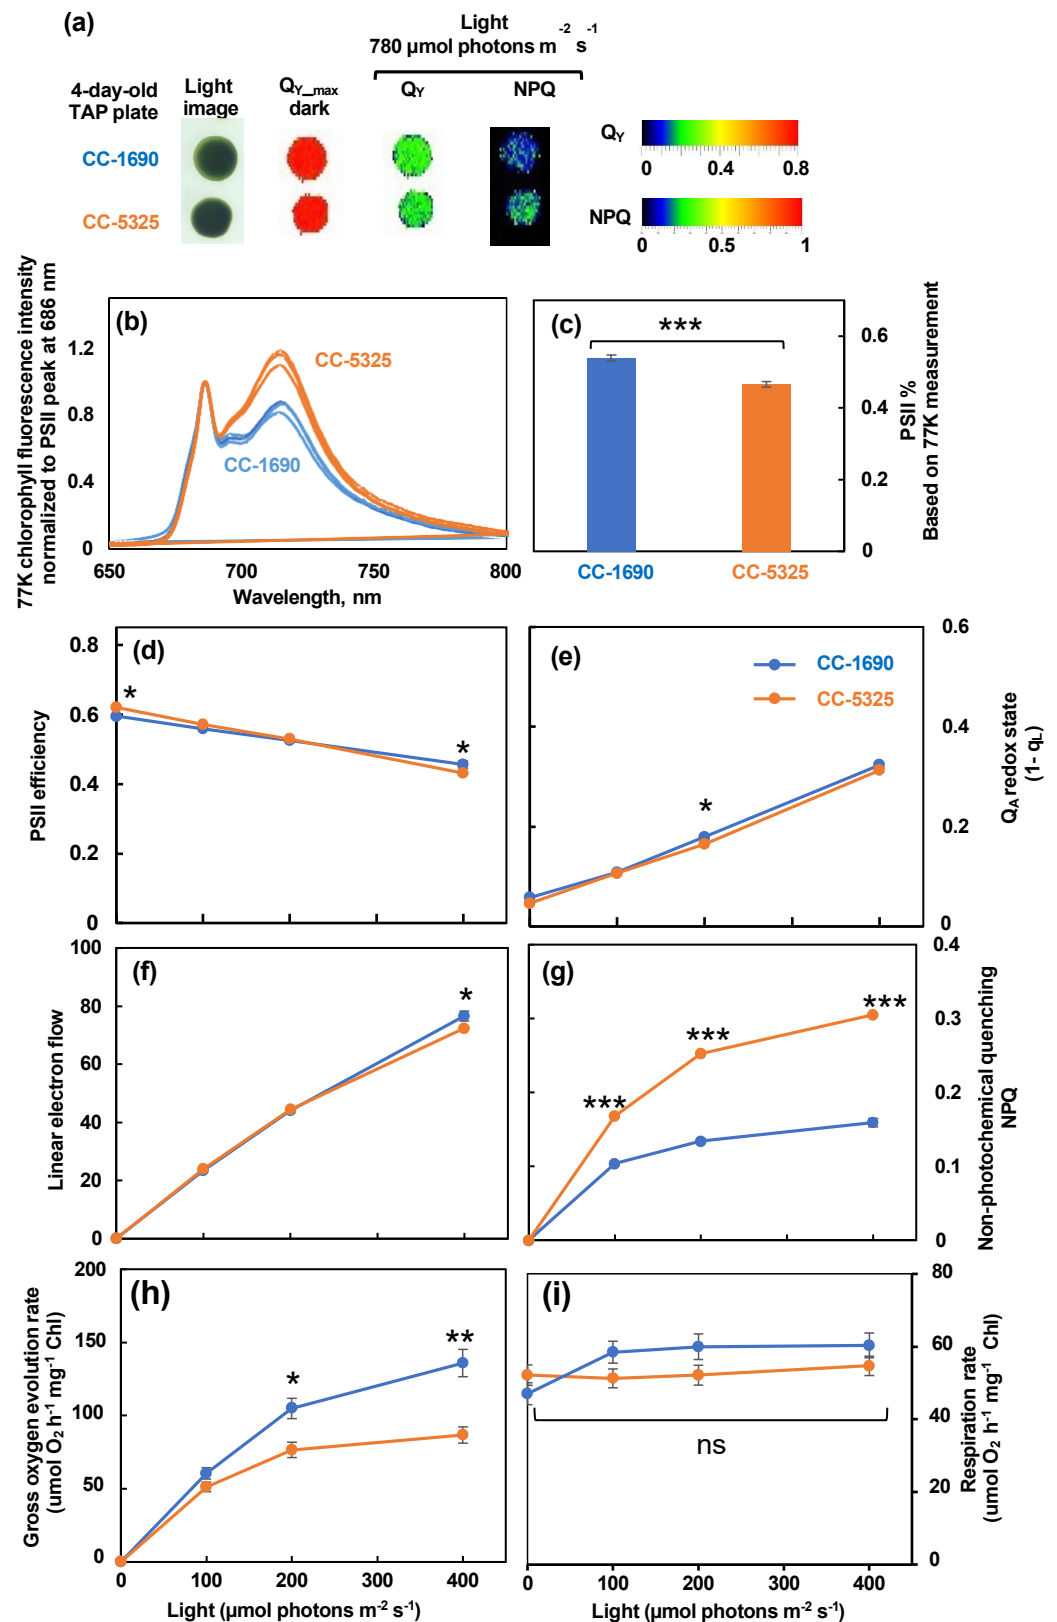 (a)
Light
780 µmol photons m⁻² s⁻¹
4-day-old
TAP plate
Light
image
QY_max
dark
QY
NPQ
CC-1690
CC-5325
QY
0 0.4 0.8
NPQ
0 0.5 1
(b)
77K chlorophyll fluorescence intensity
normalized to PSII peak at 686 nm
1.2
0.8
0.4
0
CC-5325
CC-1690
650 700 750 800
Wavelength, nm
(c)
***
0.6
0.4
0.2
0
PSII %
Based on 77K measurement
CC-1690 CC-5325
(d)
PSII efficiency
0.8
0.6
0.4
0.2
0
*
*
(e)
CC-1690
CC-5325
*
0.6
0.4
0.2
0
QA redox state
(1- qL)
(f)
Linear electron flow
100
80
60
40
20
0
*
(g)
***
***
***
0.4
0.3
0.2
0.1
0
Non-photochemical quenching
NPQ
(h)
Gross oxygen evolution rate
(umol O₂ h⁻¹ mg⁻¹ Chl)
200
150
100
50
0
*
**
0 100 200 300 400
Light (µmol photons m⁻² s⁻¹)
(i)
ns
80
60
40
20
0
Respiration rate
(umol O₂ h⁻¹ mg⁻¹ Chl)
0 100 200 300 400
Light (µmol photons m⁻² s⁻¹)